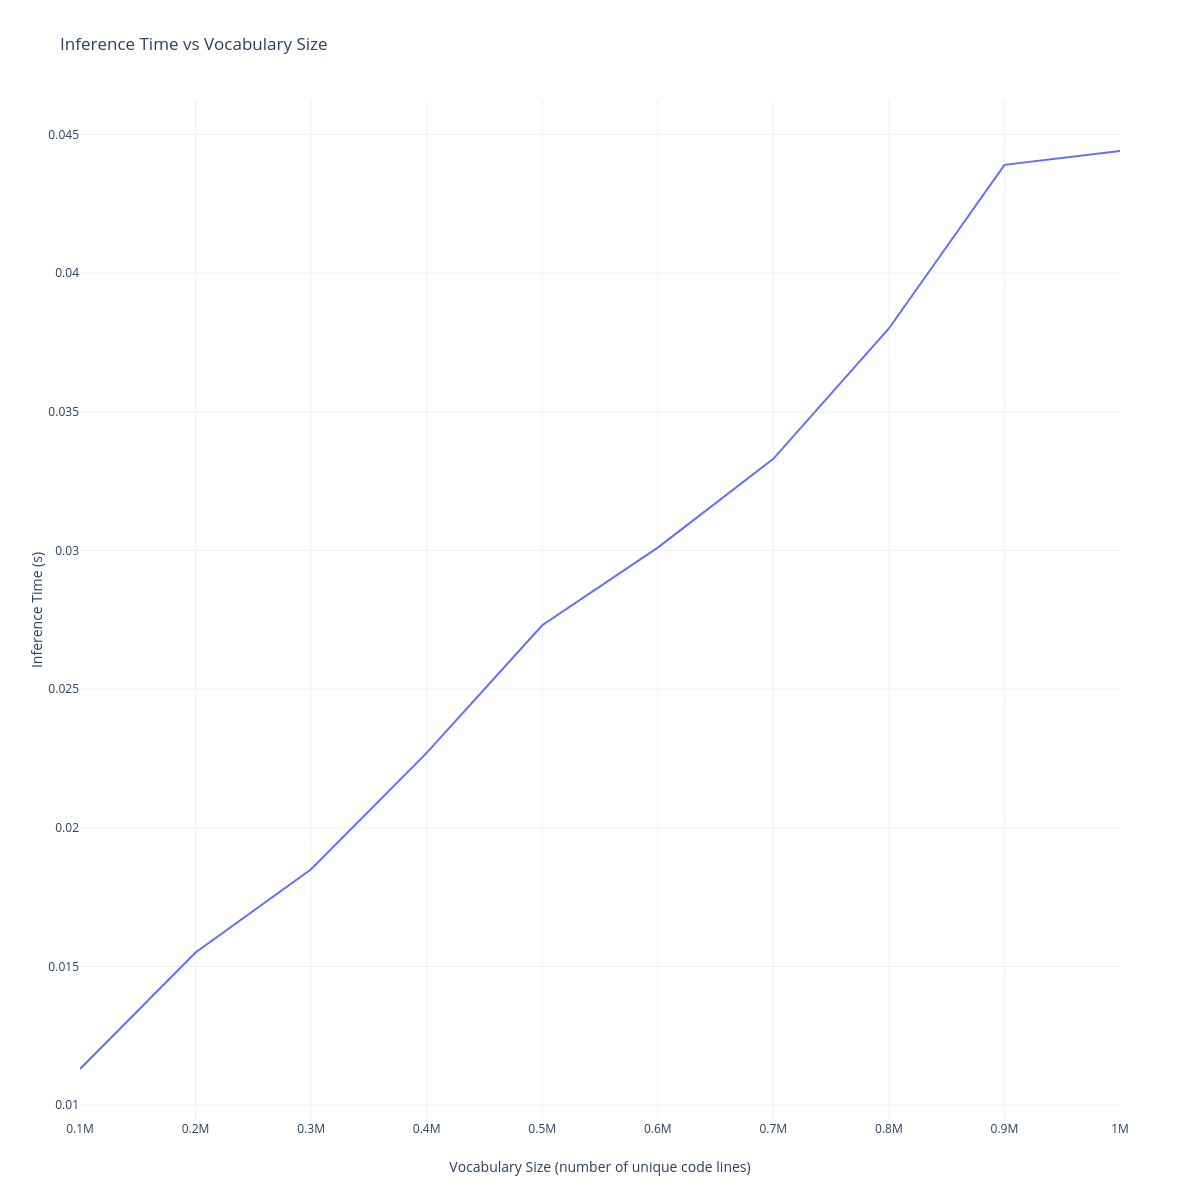 Inference Time vs Vocabulary Size
0.045
0.04
0.035
0.03
0.025
0.02
0.015
0.01
Inference Time (s)
0.1M 0.2M 0.3M 0.4M 0.5M 0.6M 0.7M 0.8M 0.9M 1M
Vocabulary Size (number of unique code lines)